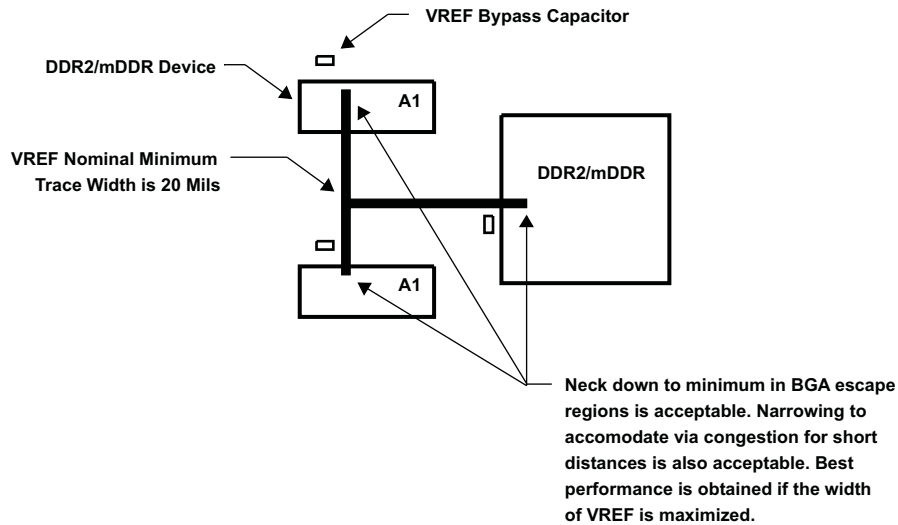 VREF Bypass Capacitor
DDR2/mDDR Device
A1
VREF Nominal Minimum
Trace Width is 20 Mils
DDR2/mDDR
A1
Neck down to minimum in BGA escape
regions is acceptable. Narrowing to
accomodate via congestion for short
distances is also acceptable. Best
performance is obtained if the width
of VREF is maximized.